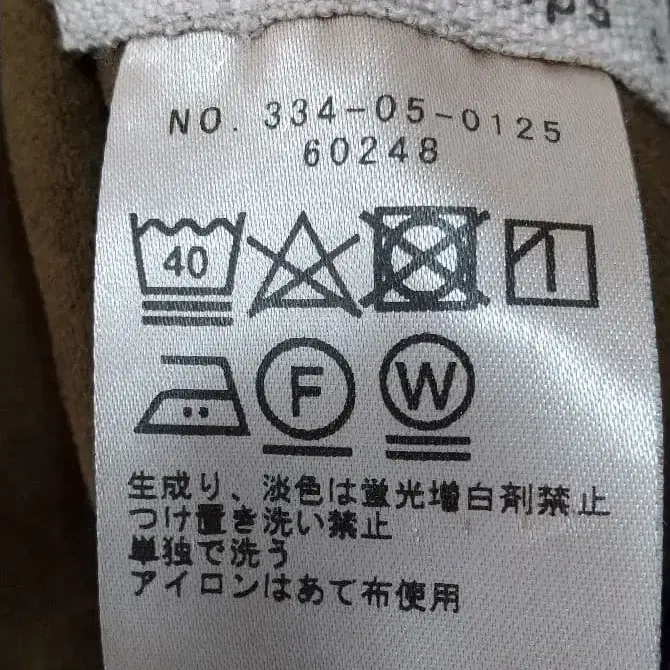 NO. 334-05-0125
60248
40
F W
生成り、淡色は蛍光増白剤禁止
つけ置き洗い禁止
単独で洗う
アイロンはあて布使用